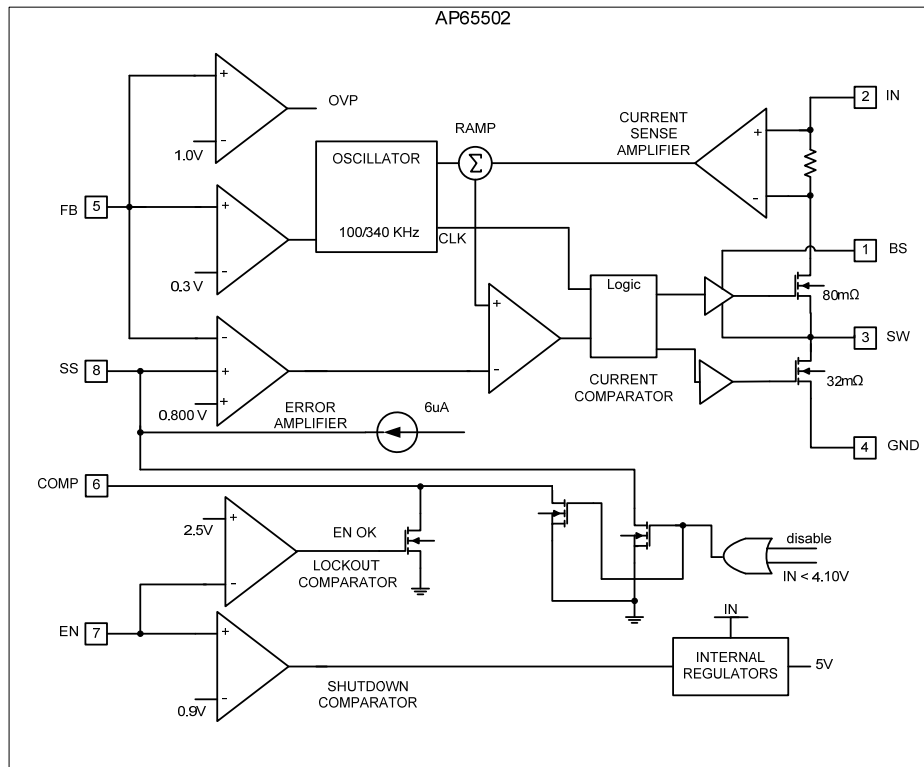 AP65502
+
OVP
-
1.0V
RAMP
CURRENT
SENSE
AMPLIFIER
2 IN
+
-
OSCILLATOR
Σ
100/340 KHz
CLK
FB 5
+
-
0.3 V
1 BS
Logic
80mΩ
+
-
3 SW
SS 8
-
+
+
0.800 V
CURRENT
COMPARATOR
32mΩ
ERROR
AMPLIFIER
6uA
4 GND
COMP 6
2.5V
+
-
EN OK
LOCKOUT
COMPARATOR
disable
IN < 4.10V
EN 7
+
-
0.9V
SHUTDOWN
COMPARATOR
IN
INTERNAL
REGULATORS
5V